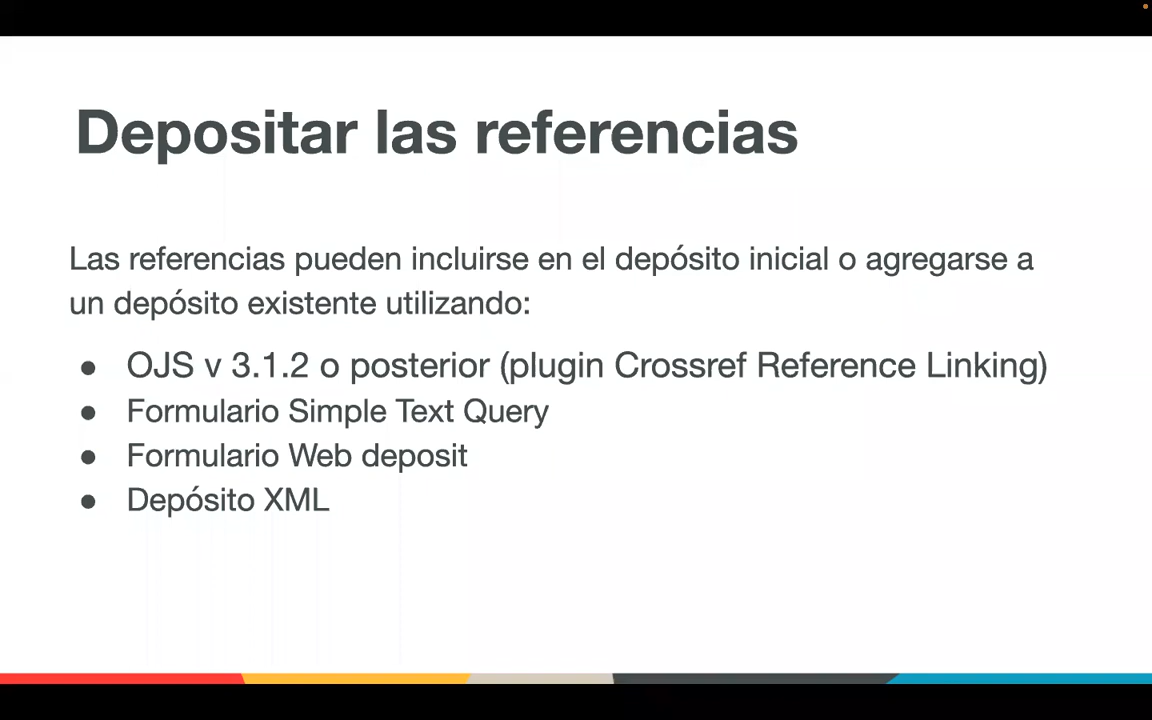 Depositar las referencias
Las referencias pueden incluirse en el depósito inicial o agregarse a
un depósito existente utilizando:
● OJS v 3.1.2 o posterior (plugin Crossref Reference Linking)
● Formulario Simple Text Query
● Formulario Web deposit
● Depósito XML